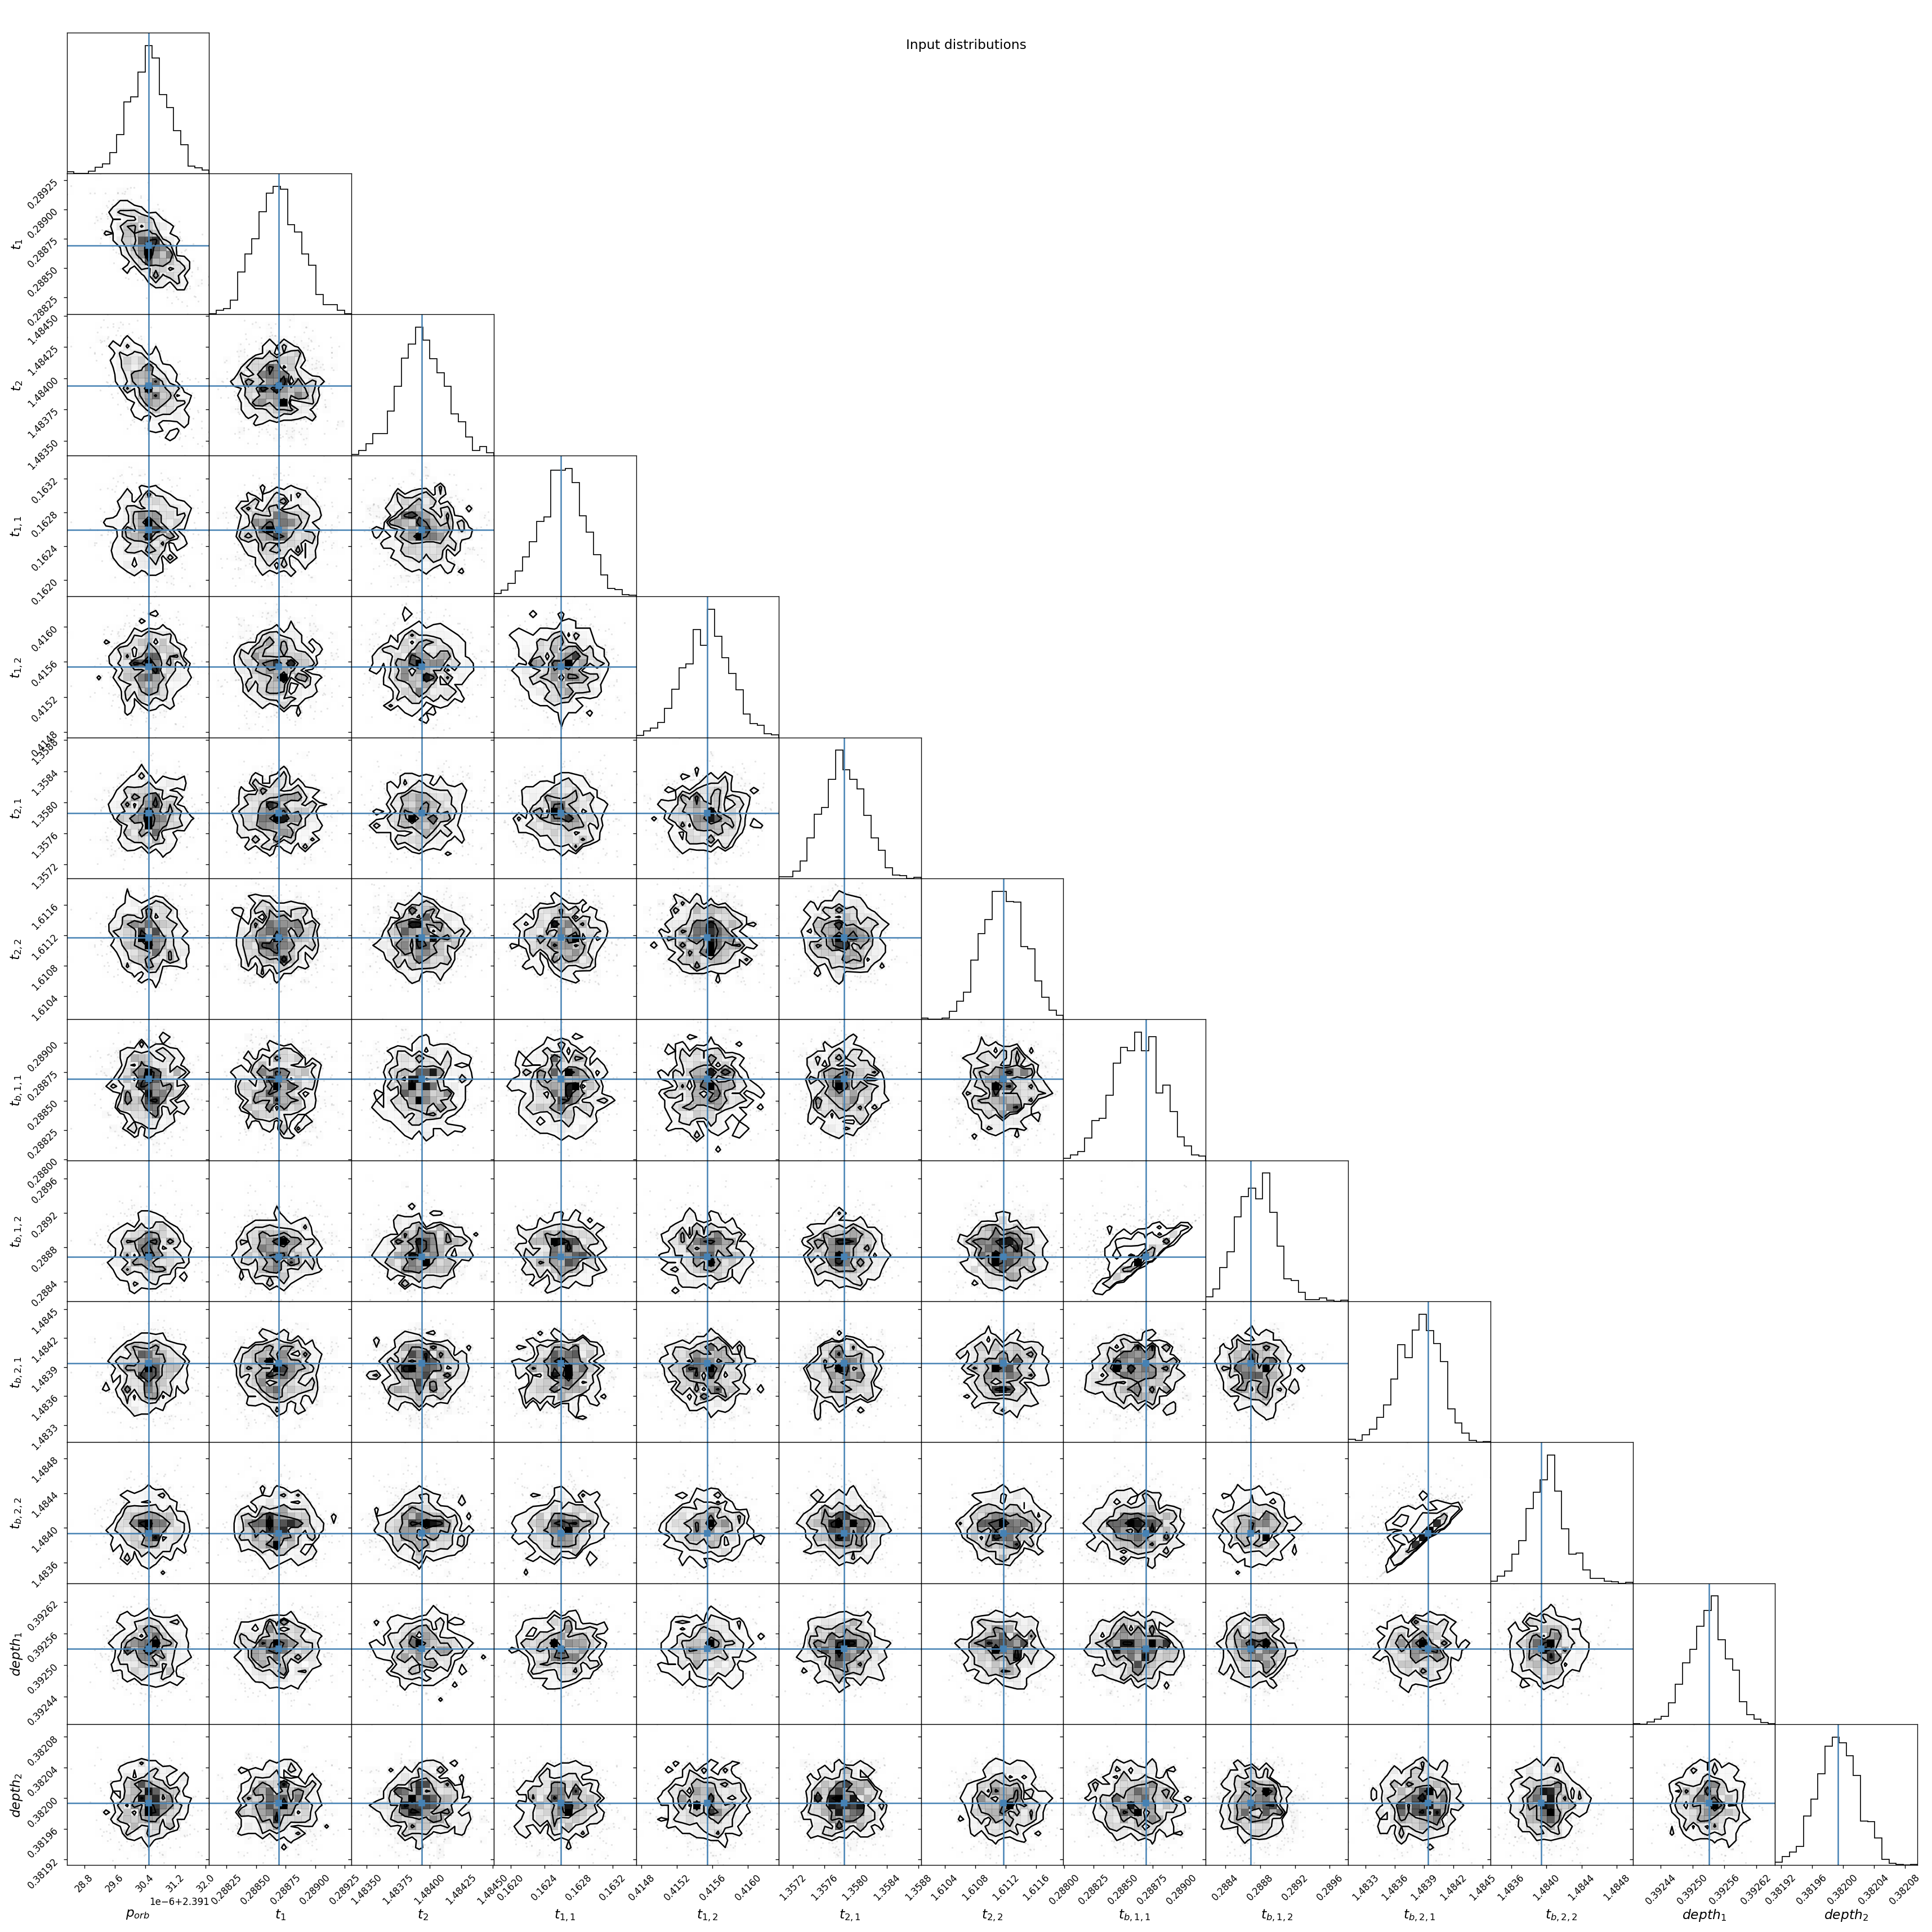 Input distributions
0.28925
0.28900
0.28875
0.28850
0.28825
t₁
1.48450
1.48425
1.48400
1.48375
1.48350
t₂
0.1632
0.1628
0.1624
0.1620
t₁,₁
0.4160
0.4156
0.4152
0.4148
t₁,₂
1.3588
1.3584
1.3580
1.3576
1.3572
t₂,₁
1.6116
1.6112
1.6108
1.6104
t₂,₂
0.28900
0.28875
0.28850
0.28825
0.28800
t_b,1,1
0.2896
0.2892
0.2888
0.2884
t_b,1,2
1.4845
1.4842
1.4839
1.4836
1.4833
t_b,2,1
1.4848
1.4844
1.4840
1.4836
t_b,2,2
0.39262
0.39256
0.39250
0.39244
depth₁
0.38208
0.38204
0.38200
0.38196
0.38192
depth₂
28.8 29.6 30.4 31.2 32.0
1e−6+2.391
p_orb
0.28825 0.28850 0.28875 0.28900 0.28925
t₁
1.48350 1.48375 1.48400 1.48425 1.48450
t₂
0.1620 0.1624 0.1628 0.1632
t₁,₁
0.4148 0.4152 0.4156 0.4160
t₁,₂
1.3572 1.3576 1.3580 1.3584 1.3588
t₂,₁
1.6104 1.6108 1.6112 1.6116
t₂,₂
0.28800 0.28825 0.28850 0.28875 0.28900
t_b,1,1
0.2884 0.2888 0.2892 0.2896
t_b,1,2
1.4833 1.4836 1.4839 1.4842 1.4845
t_b,2,1
1.4836 1.4840 1.4844 1.4848
t_b,2,2
0.39244 0.39250 0.39256 0.39262
depth₁
0.38192 0.38196 0.38200 0.38204 0.38208
depth₂